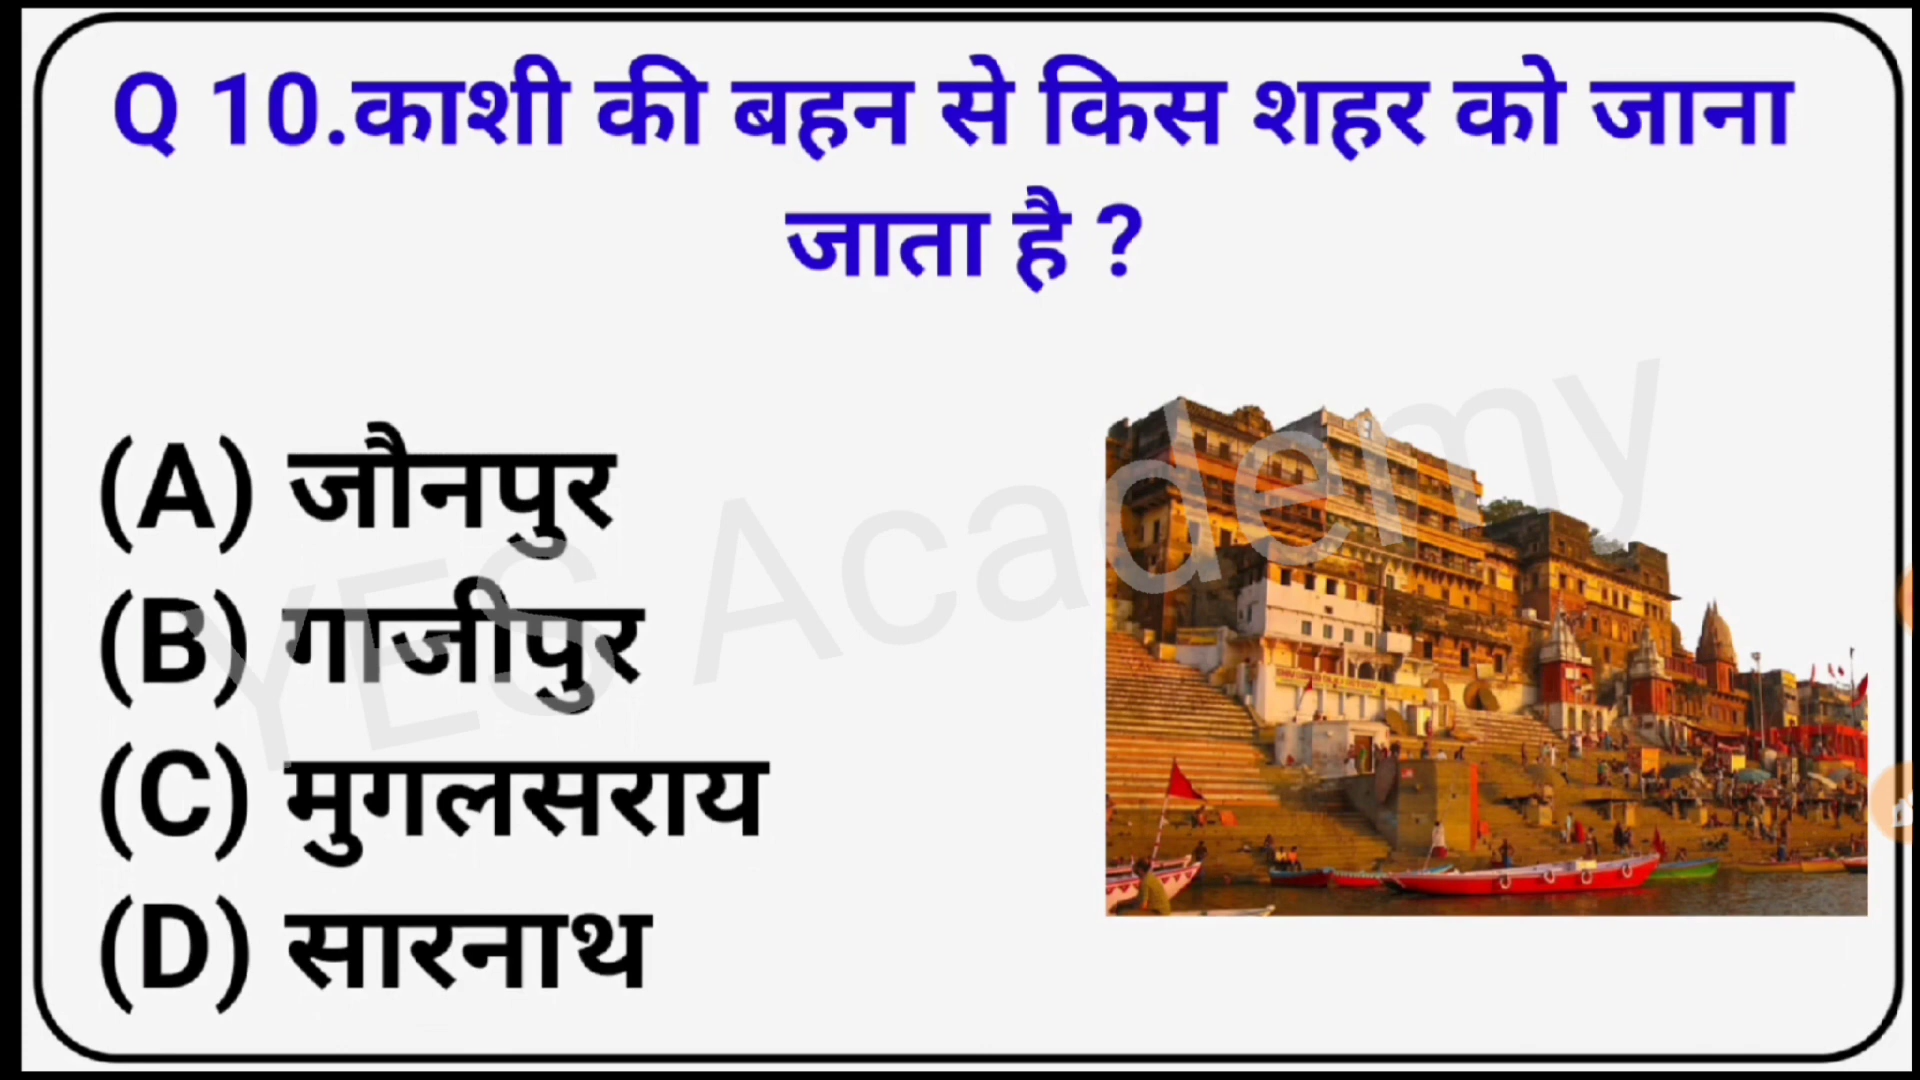 Q 10.काशी की बहन से किस शहर को जाना
जाता है ?
(A) जौनपुर
(B) गाजीपुर
(C) मुगलसराय
(D) सारनाथ
YES Academy